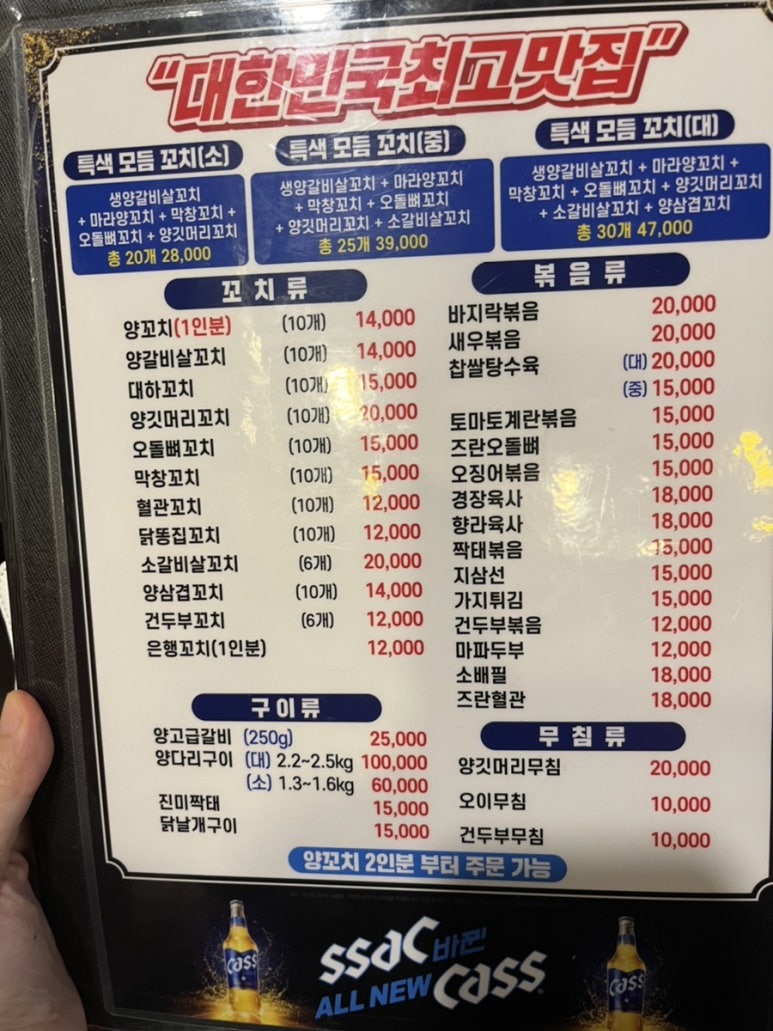 "대한민국최고맛집"
특색 모듬 꼬치(소)
생양갈비살꼬치
+ 마라양꼬치 + 막창꼬치 +
오돌뼈꼬치 + 양깃머리꼬치
총 20개 28,000
특색 모듬 꼬치(중)
생양갈비살꼬치 + 마라양꼬치
+ 막창꼬치 + 오돌뼈꼬치
+ 양깃머리꼬치 + 소갈비살꼬치
총 25개 39,000
특색 모듬 꼬치(대)
생양갈비살꼬치 + 마라양꼬치 +
막창꼬치 + 오돌뼈꼬치 + 양깃머리꼬치
+ 소갈비살꼬치 + 양삼겹꼬치
총 30개 47,000
꼬치류
양꼬치(1인분) (10개) 14,000
양갈비살꼬치 (10개) 14,000
대하꼬치 (10개) 15,000
양깃머리꼬치 (10개) 20,000
오돌뼈꼬치 (10개) 15,000
막창꼬치 (10개) 15,000
혈관꼬치 (10개) 12,000
닭똥집꼬치 (10개) 12,000
소갈비살꼬치 (6개) 20,000
양삼겹꼬치 (10개) 14,000
건두부꼬치 (6개) 12,000
은행꼬치(1인분) 12,000
구이류
양고급갈비 (250g) 25,000
양다리구이 (대) 2.2~2.5kg 100,000
(소) 1.3~1.6kg 60,000
진미짝태 15,000
닭날개구이 15,000
볶음류
바지락볶음 20,000
새우볶음 20,000
찹쌀탕수육 (대) 20,000
(중) 15,000
토마토계란볶음 15,000
즈란오돌뼈 15,000
오징어볶음 15,000
경장육사 18,000
향라육사 18,000
짝태볶음 15,000
지삼선 15,000
가지튀김 15,000
건두부볶음 12,000
마파두부 12,000
소배필 18,000
즈란혈관 18,000
무침류
양깃머리무침 20,000
오이무침 10,000
건두부무침 10,000
양꼬치 2인분 부터 주문 가능
ssac 바뀐
ALL NEW Cass
Cass
Cass